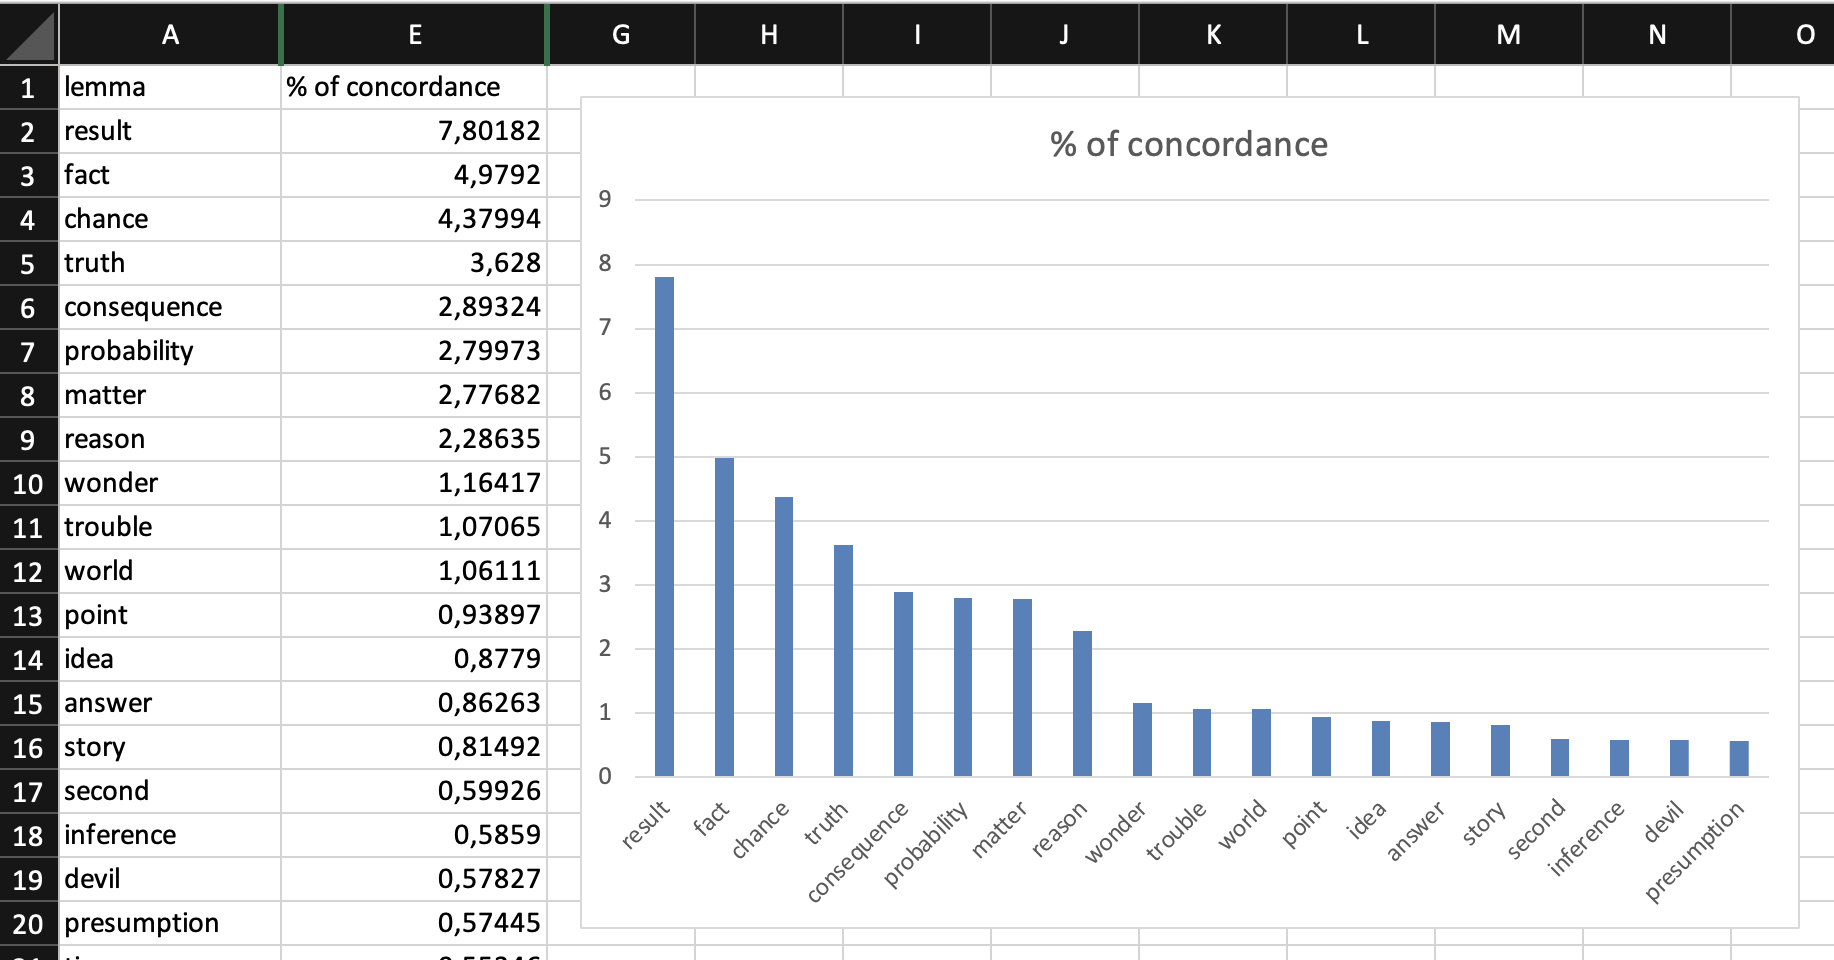 A E G H I J K L M N O
1 lemma % of concordance
2 result 7,80182
3 fact 4,9792
4 chance 4,37994
5 truth 3,628
6 consequence 2,89324
7 probability 2,79973
8 matter 2,77682
9 reason 2,28635
10 wonder 1,16417
11 trouble 1,07065
12 world 1,06111
13 point 0,93897
14 idea 0,8779
15 answer 0,86263
16 story 0,81492
17 second 0,59926
18 inference 0,5859
19 devil 0,57827
20 presumption 0,57445
% of concordance
9
8
7
6
5
4
3
2
1
0
result fact chance truth consequence probability matter reason wonder trouble world point idea answer story second inference devil presumption